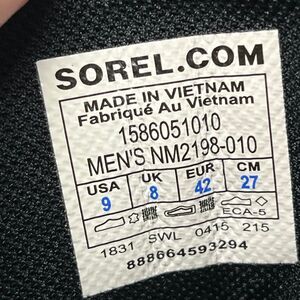 SOREL.COM
MADE IN VIETNAM
Fabriqué Au Vietnam
1586051010
MEN'S NM2198-010
USA UK EUR CM
9 8 42 27
ECA-5
1831 SWL 0415 215
888664593294